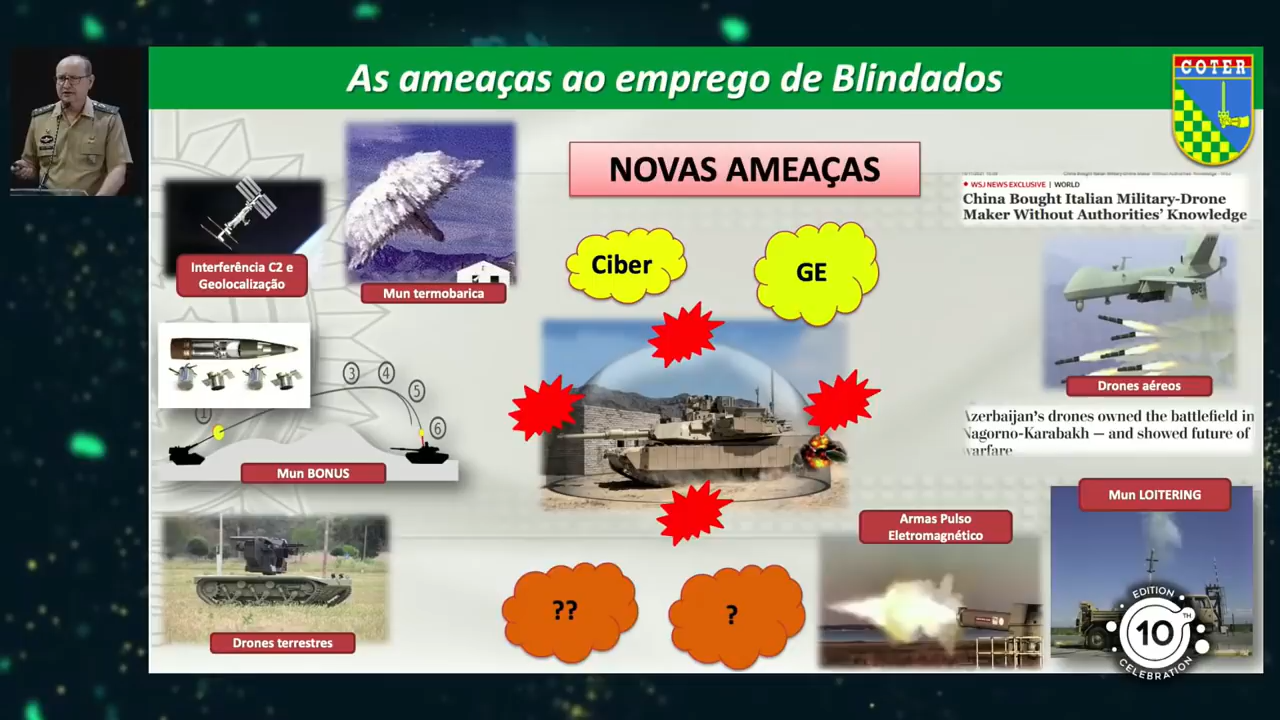 As ameaças ao emprego de Blindados
COTER
NOVAS AMEAÇAS
WSJ NEWS EXCLUSIVE | WORLD
China Bought Italian Military-Drone
Maker Without Authorities' Knowledge
Interferência C2 e
Geolocalização
Mun termobarica
Ciber
GE
Drones aéreos
1
3
4
5
6
Mun BONUS
Azerbaijan's drones owned the battlefield in
Nagorno-Karabakh — and showed future of
warfare
Mun LOITERING
Armas Pulso
Eletromagnético
??
?
Drones terrestres
EDITION
10TH
CELEBRATION